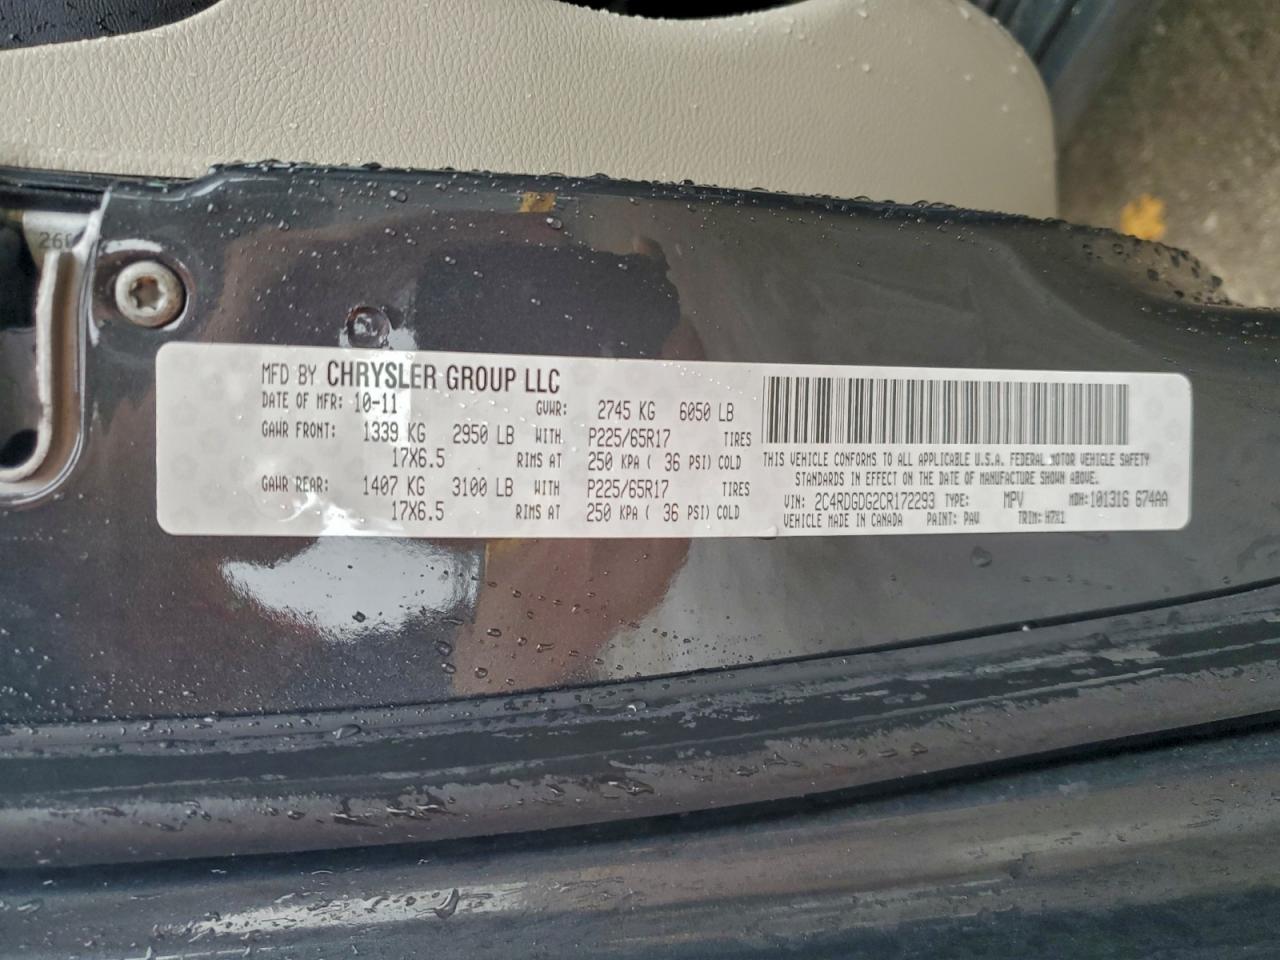 260
MFD BY CHRYSLER GROUP LLC
DATE OF MFR: 10-11 GVWR: 2745 KG 6050 LB
GAWR FRONT: 1339 KG 2950 LB WITH P225/65R17 TIRES
17X6.5 RIMS AT 250 KPA ( 36 PSI) COLD
GAWR REAR: 1407 KG 3100 LB WITH P225/65R17 TIRES
17X6.5 RIMS AT 250 KPA ( 36 PSI) COLD
THIS VEHICLE CONFORMS TO ALL APPLICABLE U.S.A. FEDERAL MOTOR VEHICLE SAFETY
STANDARDS IN EFFECT ON THE DATE OF MANUFACTURE SHOWN ABOVE.
VIN: 2C4RDGDG2CR172293 TYPE: MPV MDH: 101316 674AA
VEHICLE MADE IN CANADA PAINT: PAV TRIM: H7X1